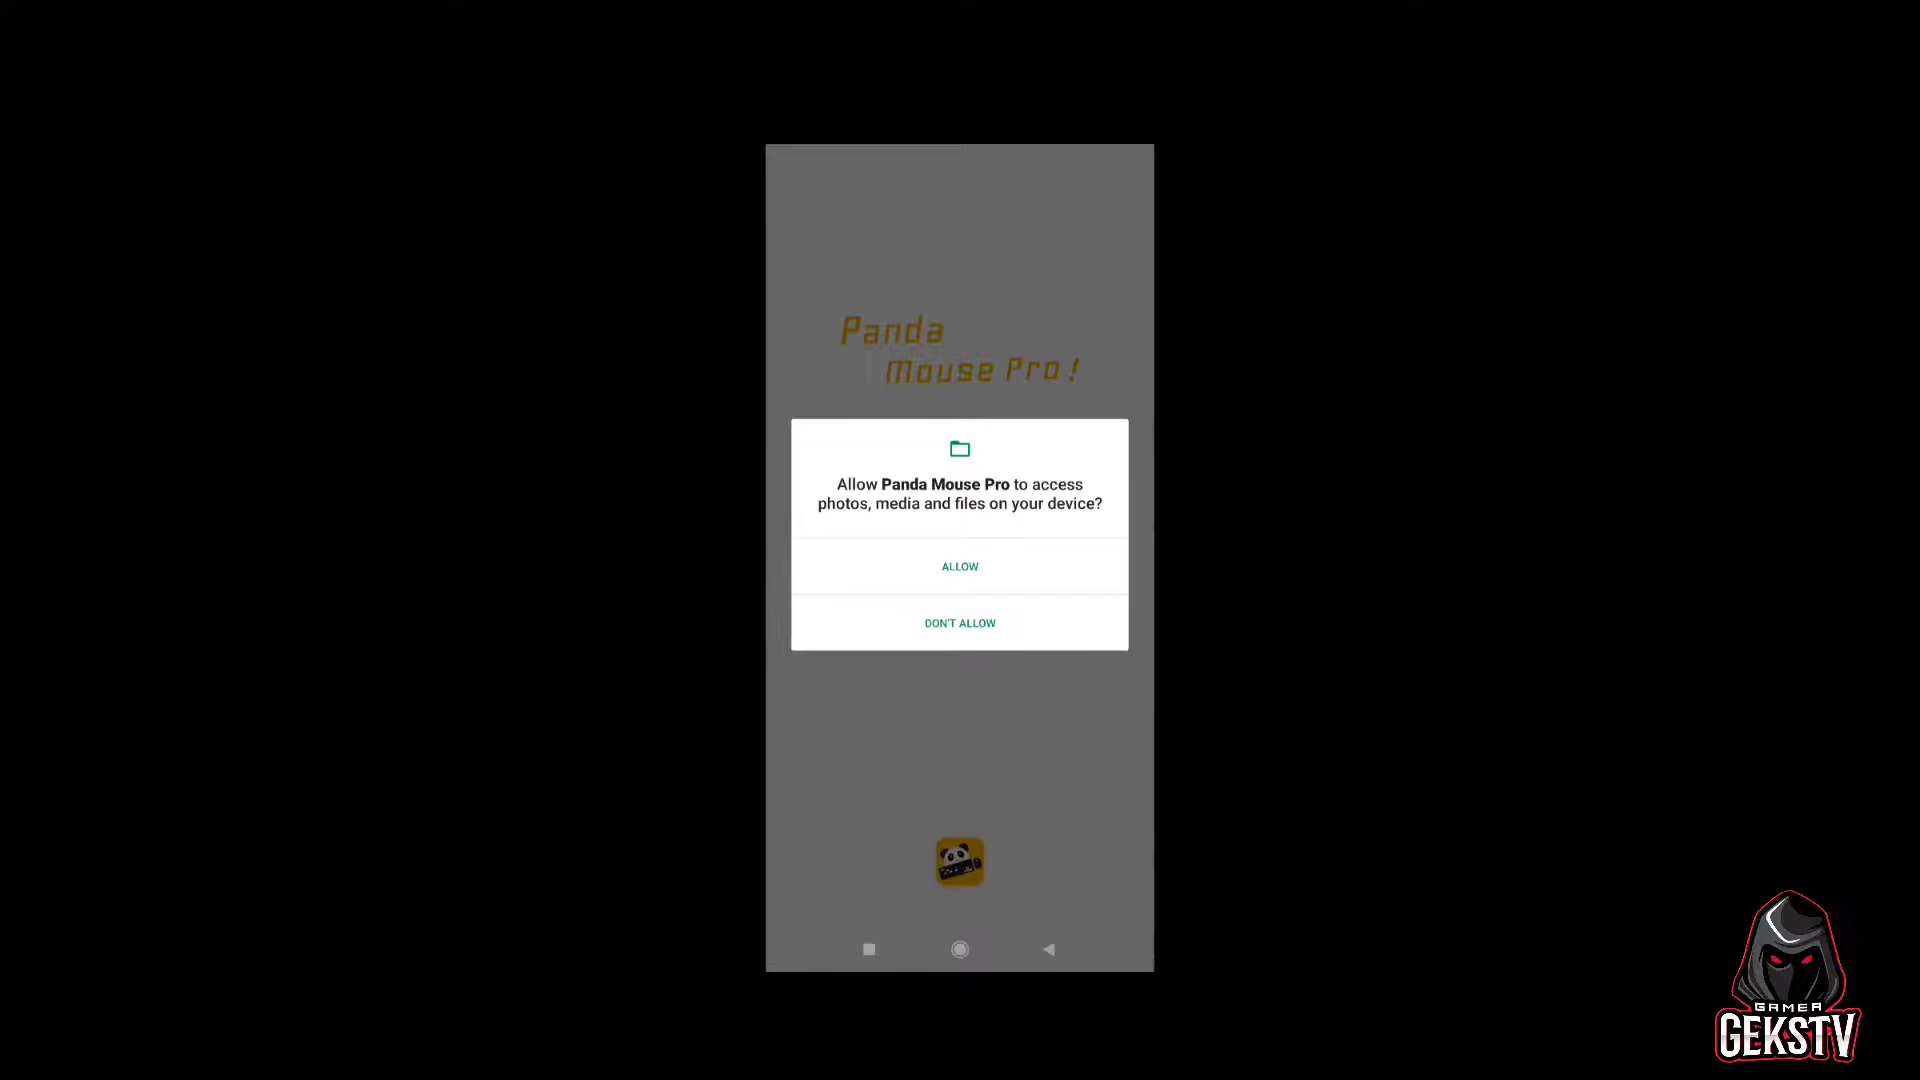 Panda
Mouse Pro!
Allow Panda Mouse Pro to access
photos, media and files on your device?
ALLOW
DON'T ALLOW
GAMER
GEKSTV